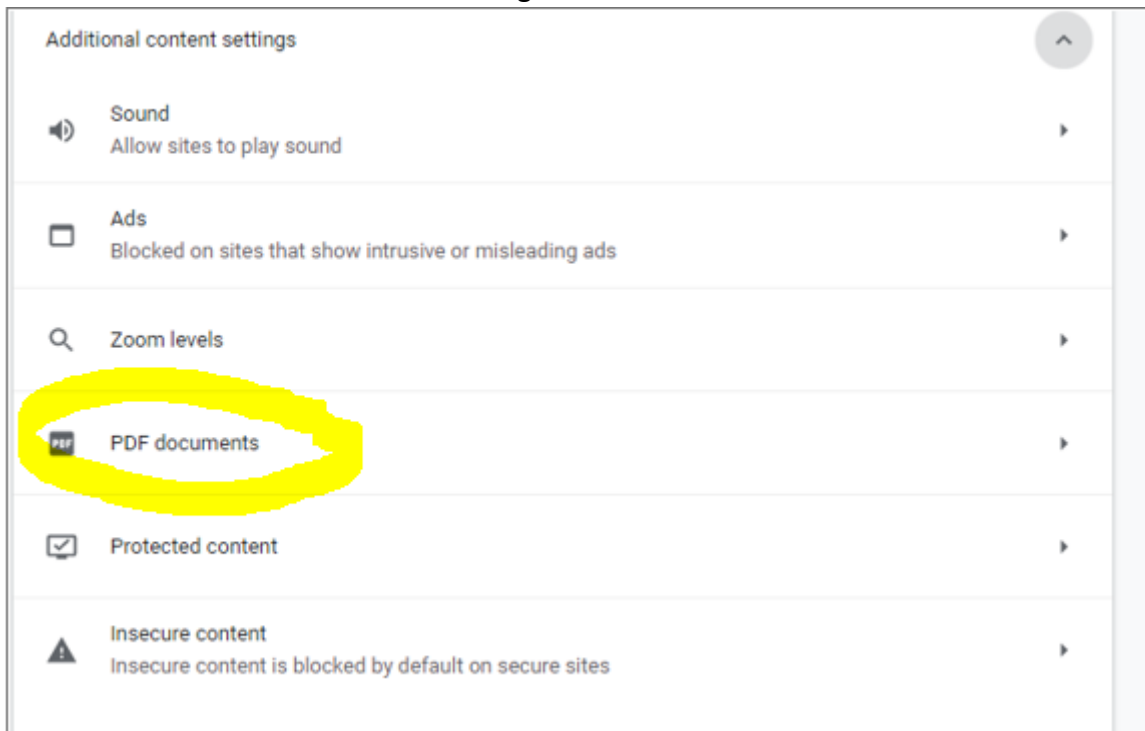 Additional content settings
Sound
Allow sites to play sound
Ads
Blocked on sites that show intrusive or misleading ads
Zoom levels
PDF
PDF documents
Protected content
Insecure content
Insecure content is blocked by default on secure sites